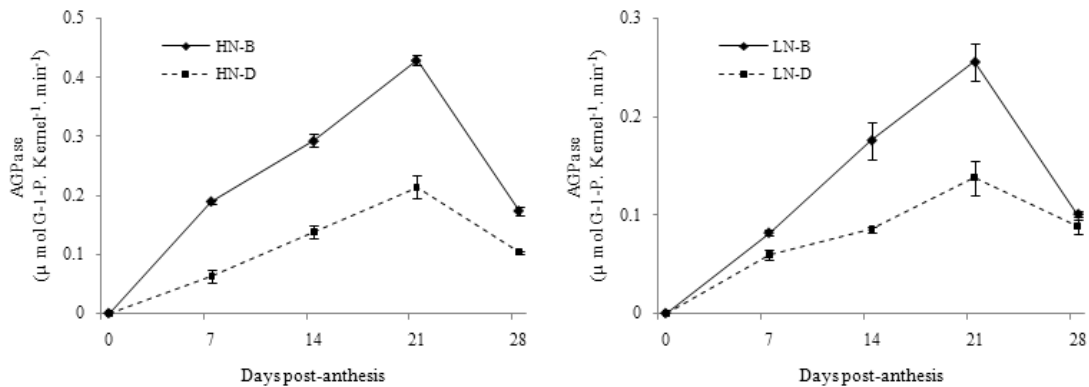 0.5
0.4
0.3
0.2
0.1
0
AGPase
(μ mol G-1-P. Kernel⁻¹. min⁻¹)
HN-B
HN-D
0 7 14 21 28
Days post-anthesis
0.3
0.2
0.1
0
AGPase
(μ mol G-1-P. Kernel⁻¹. min⁻¹)
LN-B
LN-D
0 7 14 21 28
Days post-anthesis